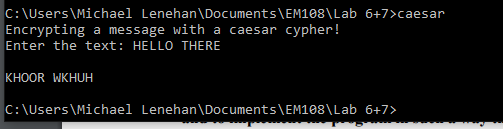 C:\Users\Michael Lenehan\Documents\EM108\Lab 6+7>caesar
Encrypting a message with a caesar cypher!
Enter the text: HELLO THERE
KHOOR WKHUH
C:\Users\Michael Lenehan\Documents\EM108\Lab 6+7>